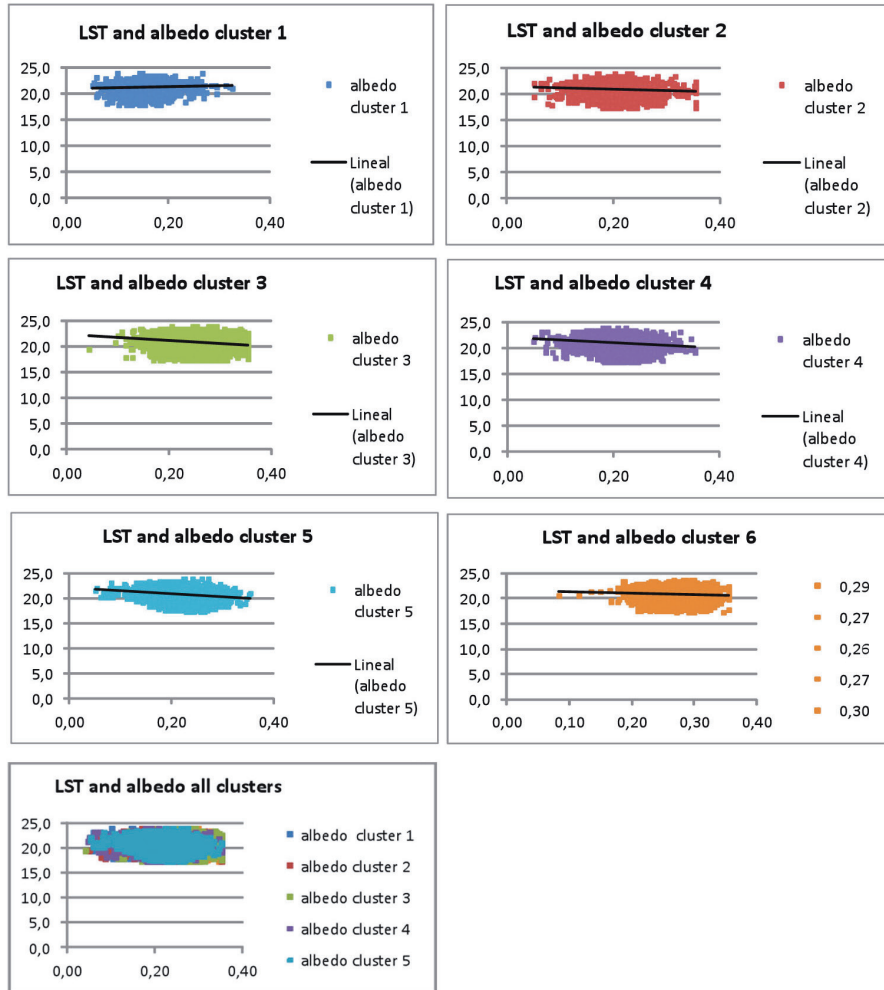 LST and albedo cluster 1
25,0
20,0
15,0
10,0
5,0
0,0
0,00
0,20
0,40
albedo
cluster 1
Lineal
(albedo
cluster 1)
LST and albedo cluster 2
25,0
20,0
15,0
10,0
5,0
0,0
0,00
0,20
0,40
albedo
cluster 2
Lineal
(albedo
cluster 2)
LST and albedo cluster 3
25,0
20,0
15,0
10,0
5,0
0,0
0,00
0,20
0,40
albedo
cluster 3
Lineal
(albedo
cluster 3)
LST and albedo cluster 4
25,0
20,0
15,0
10,0
5,0
0,0
0,00
0,20
0,40
albedo
cluster 4
Lineal
(albedo
cluster 4)
LST and albedo cluster 5
25,0
20,0
15,0
10,0
5,0
0,0
0,00
0,20
0,40
albedo
cluster 5
Lineal
(albedo
cluster 5)
LST and albedo cluster 6
25,0
20,0
15,0
10,0
5,0
0,0
0,00
0,10
0,20
0,30
0,40
0,29
0,27
0,26
0,27
0,30
LST and albedo all clusters
25,0
20,0
15,0
10,0
5,0
0,0
0,00
0,20
0,40
albedo cluster 1
albedo cluster 2
albedo cluster 3
albedo cluster 4
albedo cluster 5